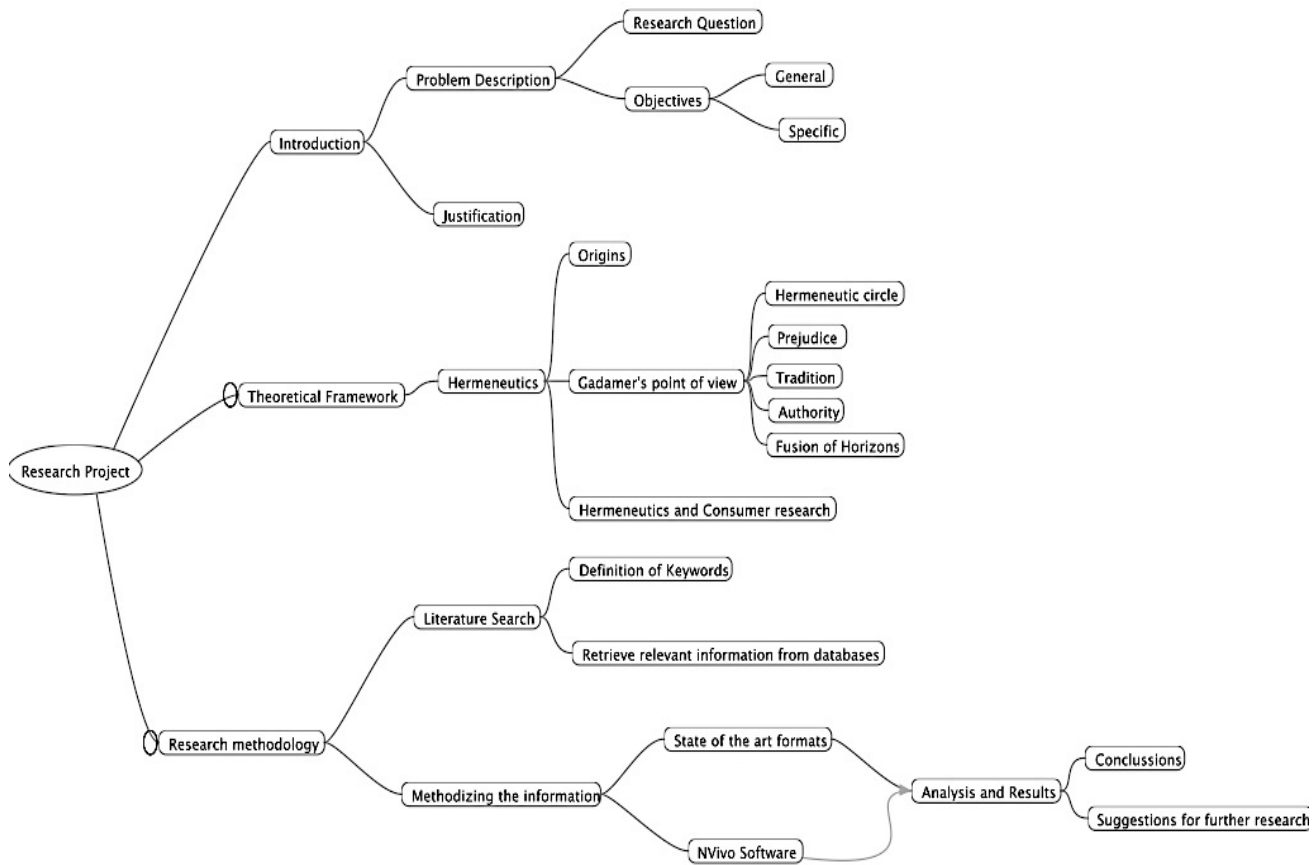 Research Question
Problem Description
General
Objectives
Specific
Introduction
Justification
Origins
Hermeneutic circle
Prejudice
Hermeneutics
Gadamer's point of view
Tradition
Theoretical Framework
Authority
Fusion of Horizons
Research Project
Hermeneutics and Consumer research
Definition of Keywords
Literature Search
Retrieve relevant information from databases
Research methodology
State of the art formats
Conclussions
Methodizing the information
Analysis and Results
Suggestions for further research
NVivo Software